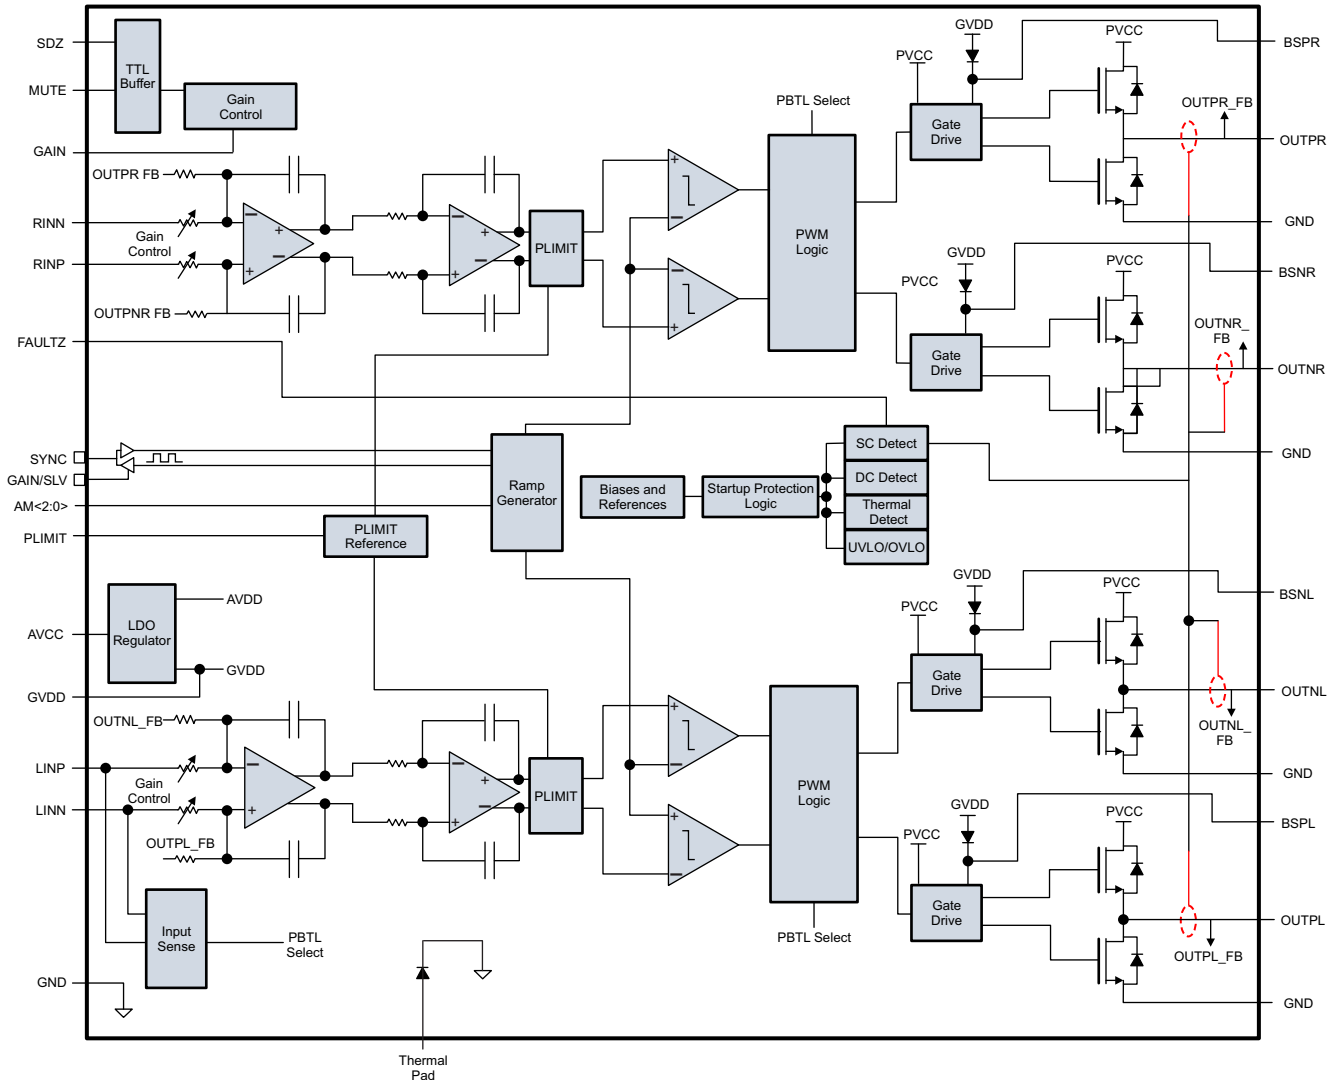 SDZ
MUTE
GAIN
TTL
Buffer
Gain
Control
OUTPR FB
RINN
Gain
Control
RINP
OUTPNR FB
FAULTZ
+
+
+
+
PLIMIT
+
+
PBTL Select
PWM
Logic
PVCC
GVDD
Gate
Drive
PVCC
BSPR
OUTPR_FB
OUTPR
GND
BSNR
PVCC
GVDD
Gate
Drive
PVCC
OUTNR_
FB
OUTNR
GND
SYNC
GAIN/SLV
AM<2:0>
PLIMIT
PLIMIT
Reference
Ramp
Generator
Biases and
References
Startup Protection
Logic
SC Detect
DC Detect
Thermal
Detect
UVLO/OVLO
AVCC
LDO
Regulator
AVDD
GVDD
GVDD
OUTNL_FB
LINP
Gain
Control
LINN
OUTPL_FB
+
+
+
+
PLIMIT
+
+
PWM
Logic
PBTL Select
PVCC
GVDD
Gate
Drive
PVCC
BSNL
OUTNL
OUTNL_
FB
GND
PVCC
GVDD
Gate
Drive
PVCC
BSPL
OUTPL
OUTPL_FB
GND
Input
Sense
PBTL
Select
GND
Thermal
Pad